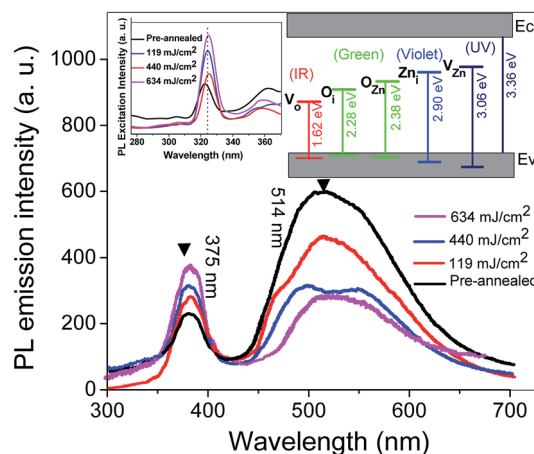 Pre-annealed
119 mJ/cm²
440 mJ/cm²
634 mJ/cm²
PL Excitation Intensity (a. u.)
280 300 320 340 360
Wavelength (nm)
Ec
(IR)
(Green)
(Violet)
(UV)
Vo
Oi
OZn
Zni
VZn
1.62 eV
2.28 eV
2.38 eV
2.90 eV
3.06 eV
3.36 eV
Ev
1000
800
600
400
200
0
PL emission intensity (a. u.)
375 nm
514 nm
634 mJ/cm²
440 mJ/cm²
119 mJ/cm²
Pre-annealed
300 400 500 600 700
Wavelength (nm)